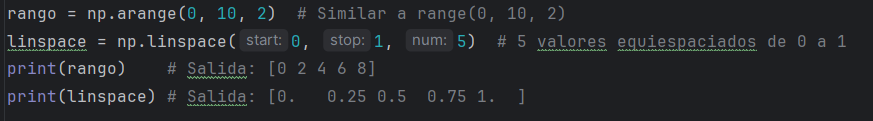 rango = np.arange(0, 10, 2)  # Similar a range(0, 10, 2)
linspace = np.linspace( start: 0,  stop: 1,  num: 5)  # 5 valores equiespaciados de 0 a 1
print(rango)    # Salida: [0 2 4 6 8]
print(linspace) # Salida: [0.   0.25 0.5  0.75 1.  ]